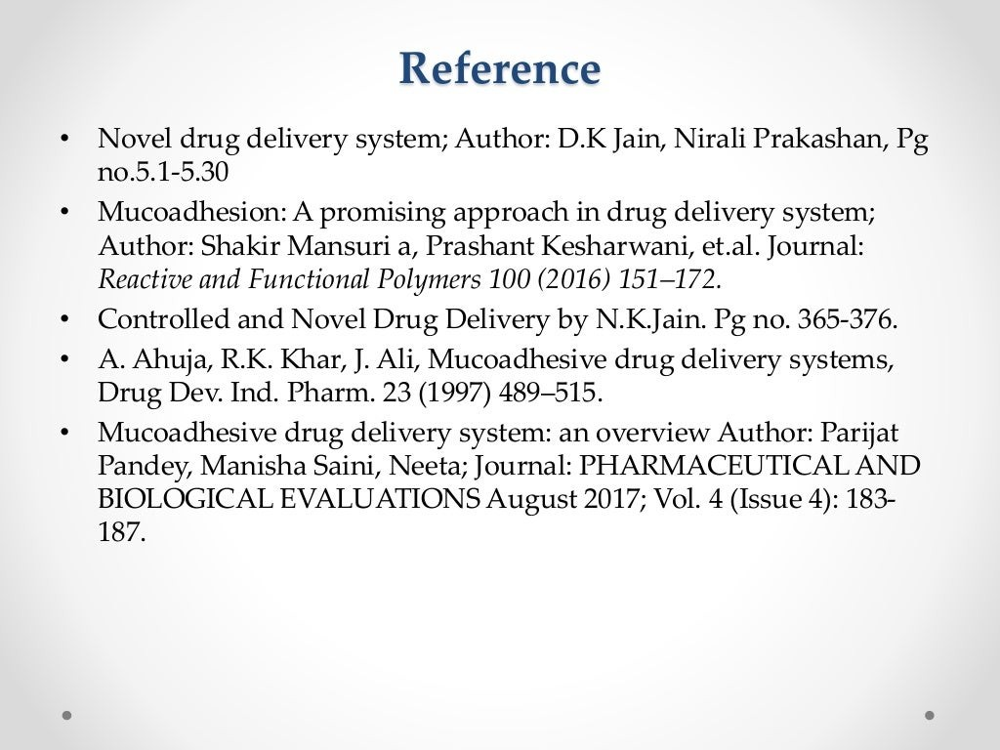 Reference
• Novel drug delivery system; Author: D.K Jain, Nirali Prakashan, Pg
no.5.1-5.30
• Mucoadhesion: A promising approach in drug delivery system;
Author: Shakir Mansuri a, Prashant Kesharwani, et.al. Journal:
Reactive and Functional Polymers 100 (2016) 151–172.
• Controlled and Novel Drug Delivery by N.K.Jain. Pg no. 365-376.
• A. Ahuja, R.K. Khar, J. Ali, Mucoadhesive drug delivery systems,
Drug Dev. Ind. Pharm. 23 (1997) 489–515.
• Mucoadhesive drug delivery system: an overview Author: Parijat
Pandey, Manisha Saini, Neeta; Journal: PHARMACEUTICAL AND
BIOLOGICAL EVALUATIONS August 2017; Vol. 4 (Issue 4): 183-
187.